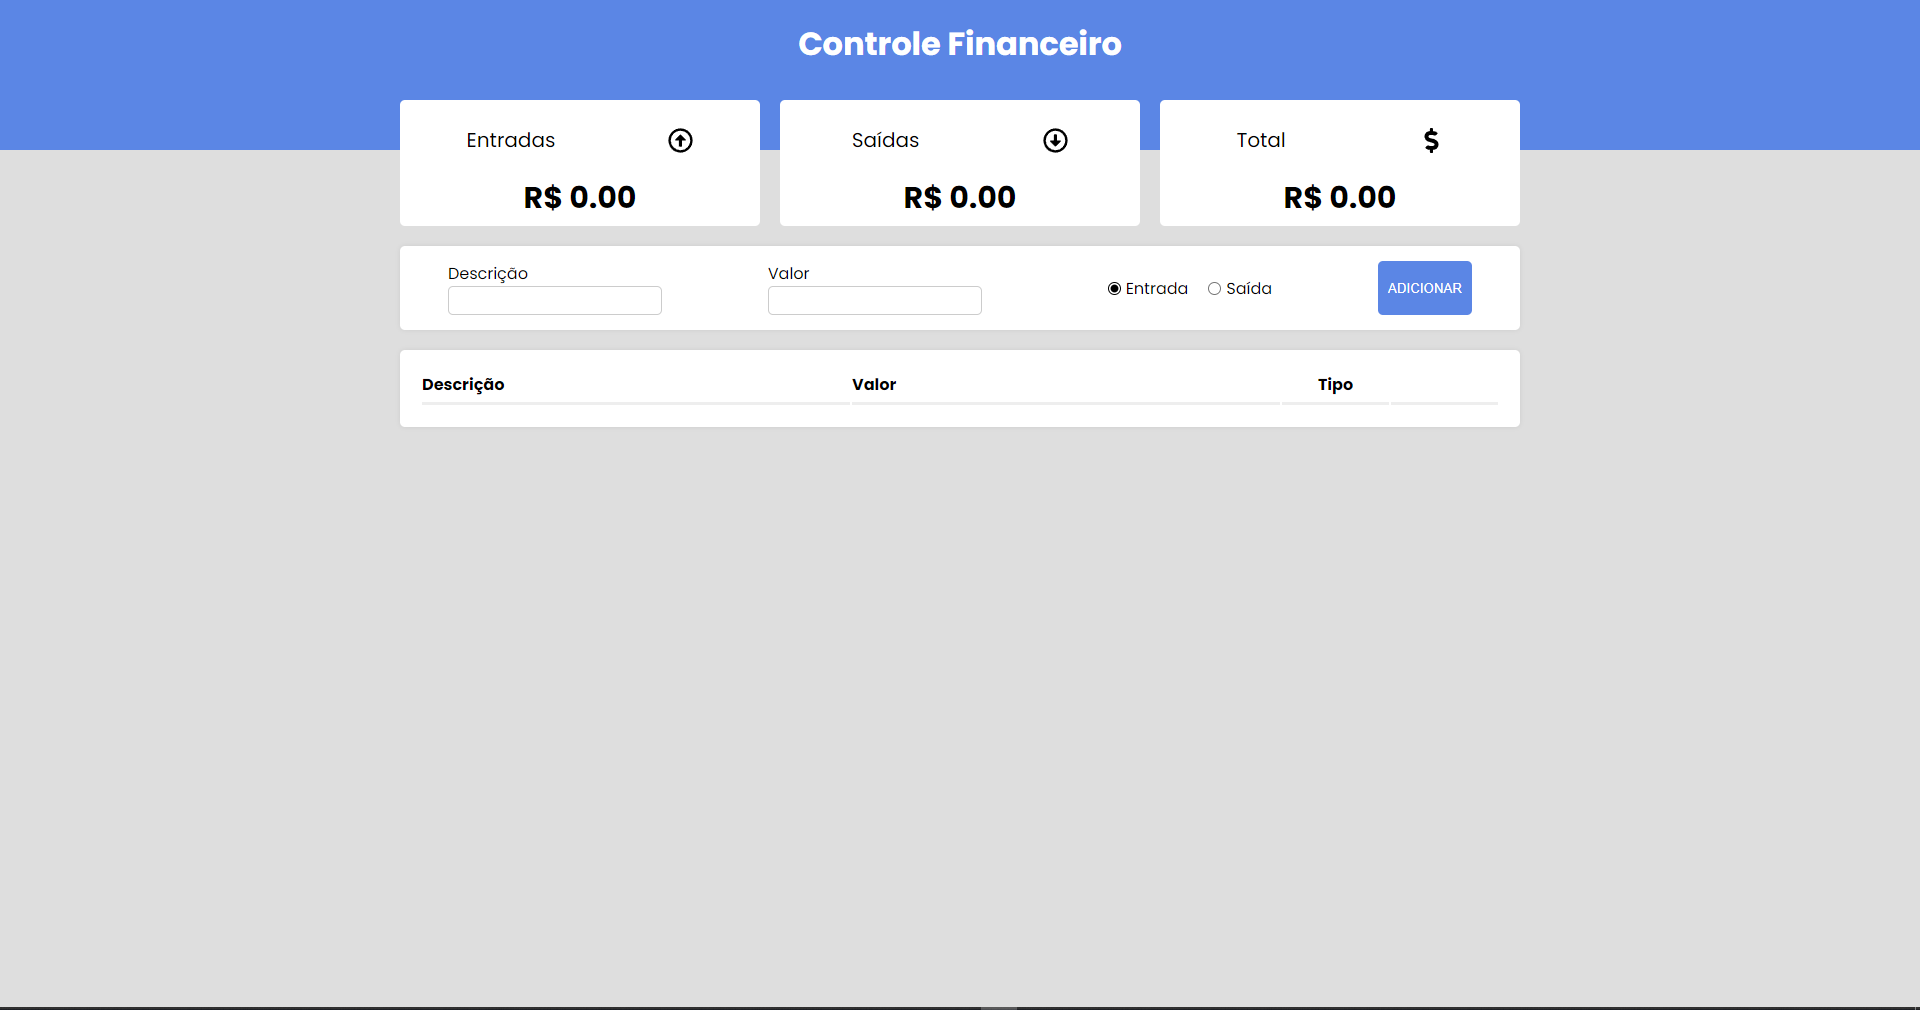 Controle Financeiro
Entradas
R$ 0.00
Saídas
R$ 0.00
Total
R$ 0.00
Descrição
Valor
Entrada Saída
ADICIONAR
Descrição Valor Tipo